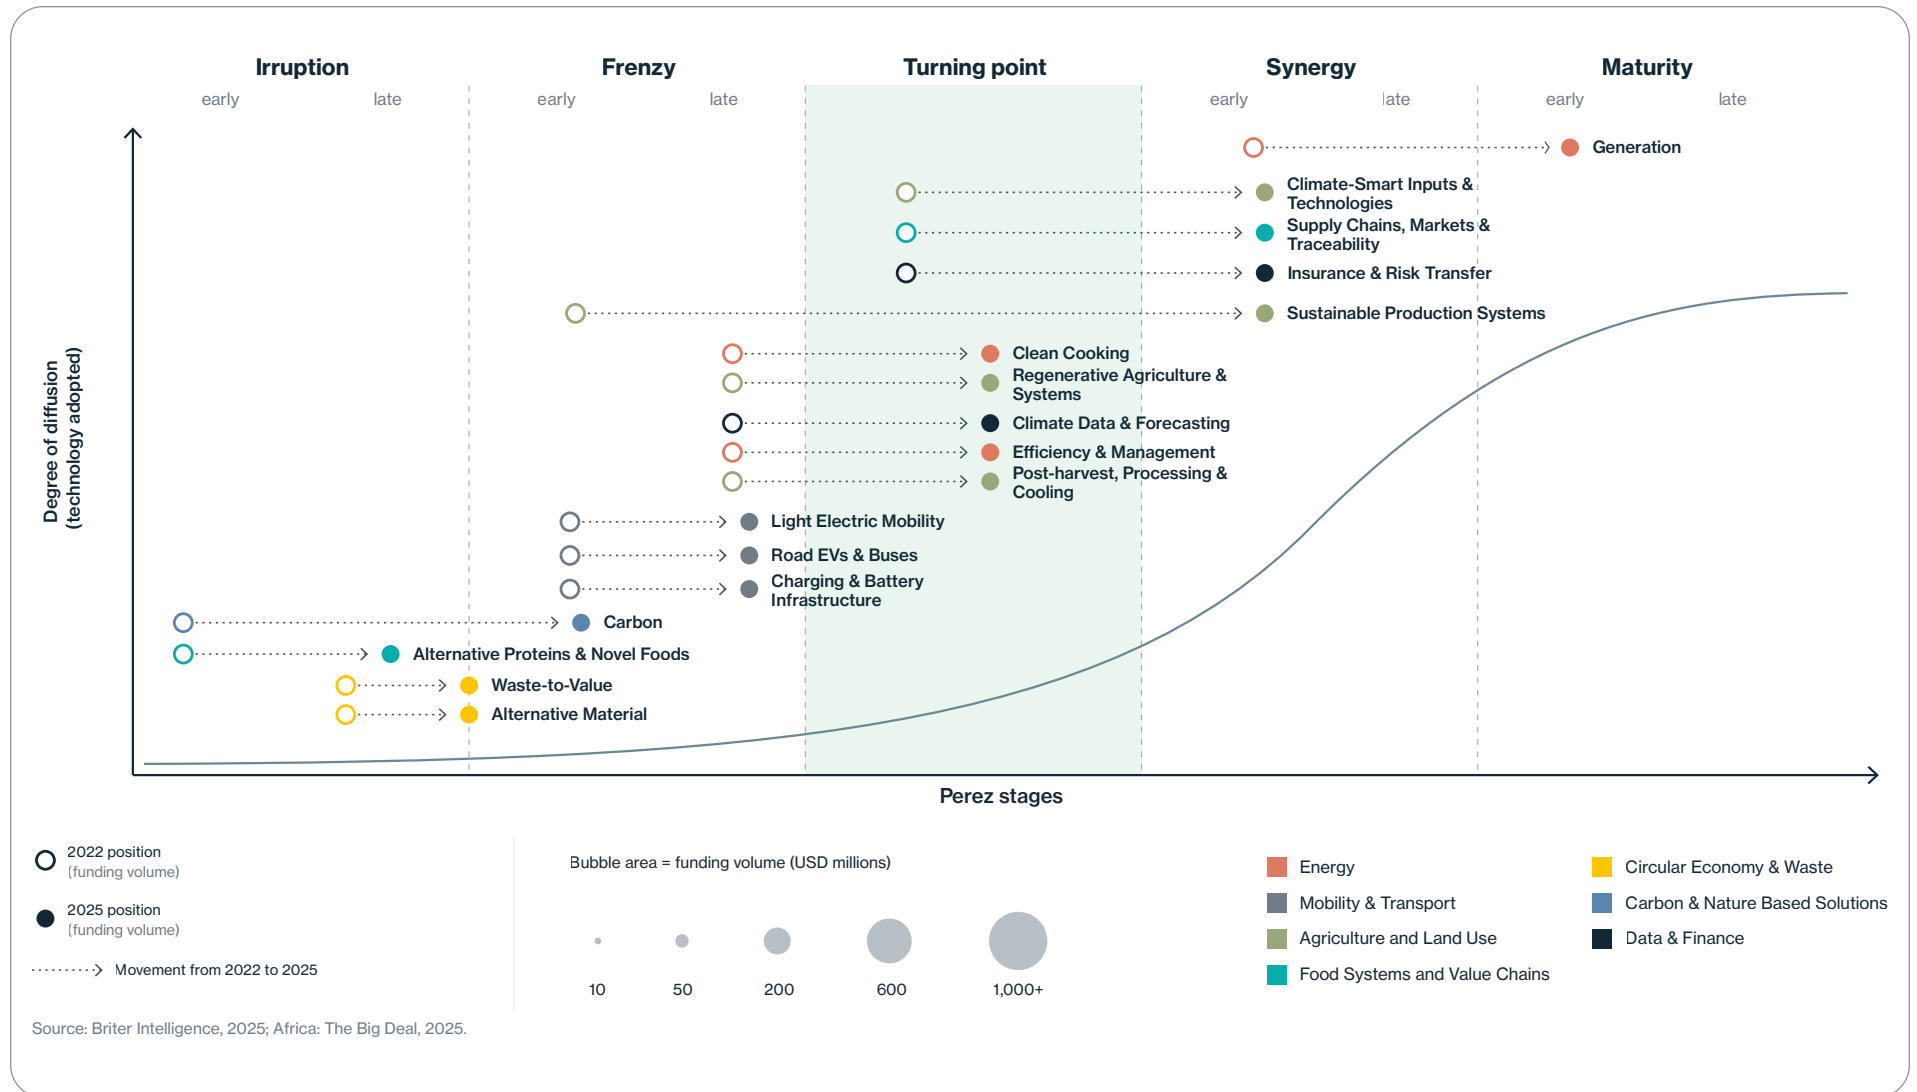 Irruption
Frenzy
Turning point
Synergy
Maturity
early
late
early
late
early
late
early
late
Generation
Climate-Smart Inputs &
Technologies
Supply Chains, Markets &
Traceability
Insurance & Risk Transfer
Sustainable Production Systems
Clean Cooking
Regenerative Agriculture &
Systems
Climate Data & Forecasting
Efficiency & Management
Post-harvest, Processing &
Cooling
Light Electric Mobility
Road EVs & Buses
Charging & Battery
Infrastructure
Carbon
Alternative Proteins & Novel Foods
Waste-to-Value
Alternative Material
Degree of diffusion
(technology adopted)
Perez stages
2022 position
(funding volume)
2025 position
(funding volume)
Movement from 2022 to 2025
Bubble area = funding volume (USD millions)
10
50
200
600
1,000+
Energy
Mobility & Transport
Agriculture and Land Use
Food Systems and Value Chains
Circular Economy & Waste
Carbon & Nature Based Solutions
Data & Finance
Source: Briter Intelligence, 2025; Africa: The Big Deal, 2025.